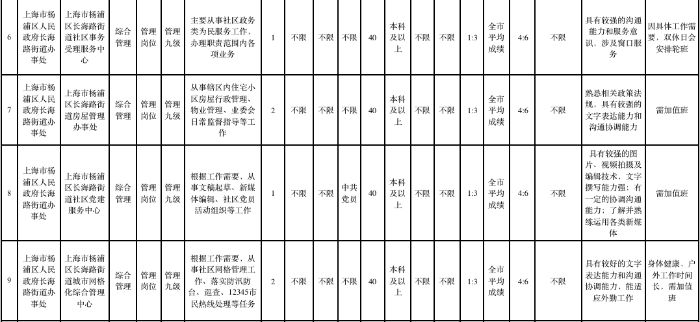 6
上海市杨
浦区人民
政府长海
路街道办
事处
上海市杨浦
区长海路街
道社区事务
受理服务中
心
综合
管理
管理
岗位
管理
九级
主要从事社区政务
类为民服务工作,
办理职责范围内各
项业务
1
不限
不限
不限
40
本科
及以
上
不限
不限
1:3
全市
平均
成绩
4:6
不限
具有较强的沟通
能力和服务意
识,涉及窗口服
务
因具体工作需
要,双休日会
安排轮班
7
上海市杨
浦区人民
政府长海
路街道办
事处
上海市杨浦
区长海路街
道房屋管理
办事处
综合
管理
管理
岗位
管理
九级
从事辖区内住宅小
区房屋行政管理、
物业管理、业委会
日常监督指导等工
作
2
不限
不限
不限
40
本科
及以
上
不限
不限
1:3
全市
平均
成绩
4:6
不限
熟悉相关政策法
规,具有较强的
文字表达能力和
沟通协调能力
需加值班
8
上海市杨
浦区人民
政府长海
路街道办
事处
上海市杨浦
区长海路街
道社区党建
服务中心
综合
管理
管理
岗位
管理
九级
根据工作需要,从
事文稿起草、新媒
体编辑、社区党员
活动组织等工作
1
不限
不限
中共
党员
40
本科
及以
上
不限
不限
1:3
全市
平均
成绩
4:6
不限
具有较强的图
片、视频拍摄及
编辑技术,文字
撰写能力强;有
一定的协调沟通
能力;了解并熟
练运用各类新媒
体
需加值班
9
上海市杨
浦区人民
政府长海
路街道办
事处
上海市杨浦
区长海路街
道城市网格
化综合管理
中心
综合
管理
管理
岗位
管理
九级
根据工作需要,从
事社区网格管理工
作,落实防汛防
台、巡查、12345市
民热线处理等任务
2
不限
不限
不限
40
本科
及以
上
不限
不限
1:3
全市
平均
成绩
4:6
不限
具有较好的文字
表达能力和沟通
协调能力,能适
应外勤工作
身体健康、户
外工作时间
长,需加值
班